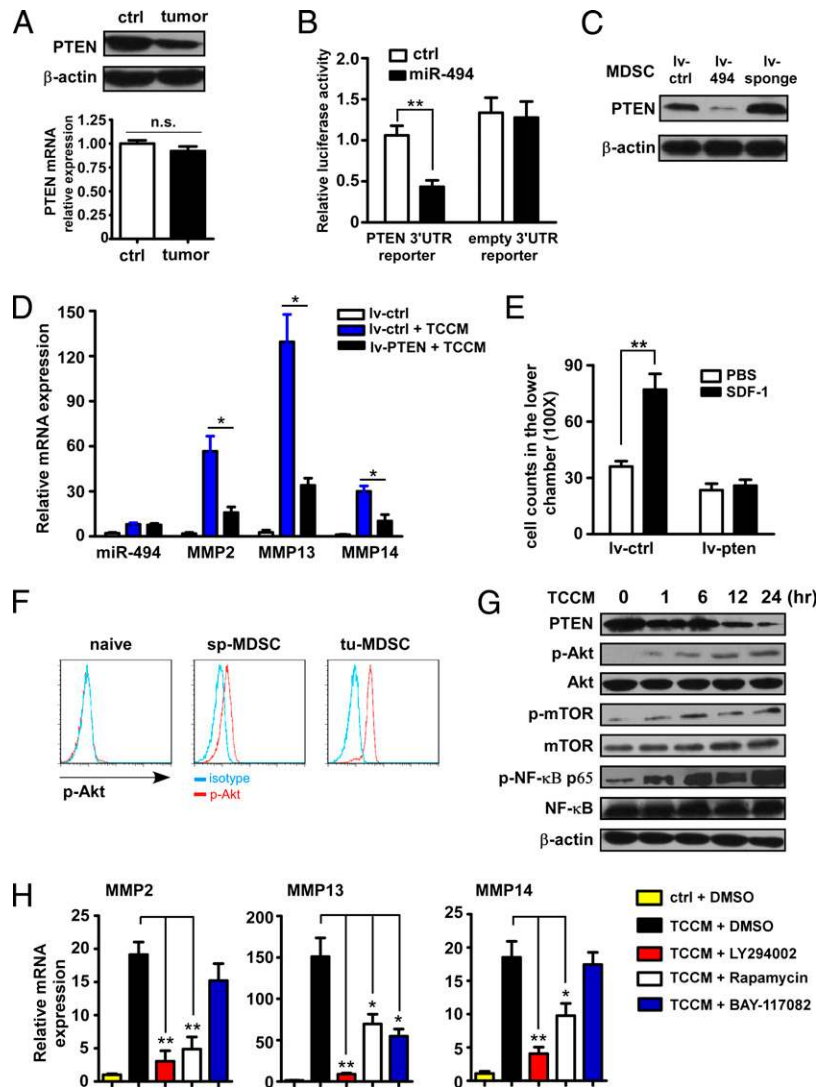 A
ctrl tumor
PTEN
β-actin
n.s.
PTEN mRNA
relative expression
1.25
1.00
0.75
0.50
0.25
0
ctrl tumor
B
ctrl
miR-494
**
Relative luciferase activity
2.0
1.5
1.0
0.5
0
PTEN 3'UTR
reporter
empty 3'UTR
reporter
C
MDSC
lv-
ctrl
lv-
494
lv-
sponge
PTEN
β-actin
D
Relative mRNA expression
150
120
90
60
30
0
*
*
*
lv-ctrl
lv-ctrl + TCCM
lv-PTEN + TCCM
miR-494 MMP2 MMP13 MMP14
E
cell counts in the lower
chamber (100X)
90
60
30
0
**
PBS
SDF-1
lv-ctrl lv-pten
F
naive sp-MDSC tu-MDSC
p-Akt
isotype
p-Akt
G
TCCM 0 1 6 12 24 (hr)
PTEN
p-Akt
Akt
p-mTOR
mTOR
p-NF-κB p65
NF-κB
β-actin
H
Relative mRNA
expression
MMP2
25
20
15
10
5
0
** **
MMP13
200
150
100
50
0
** * *
MMP14
25
20
15
10
5
0
** *
ctrl + DMSO
TCCM + DMSO
TCCM + LY294002
TCCM + Rapamycin
TCCM + BAY-117082